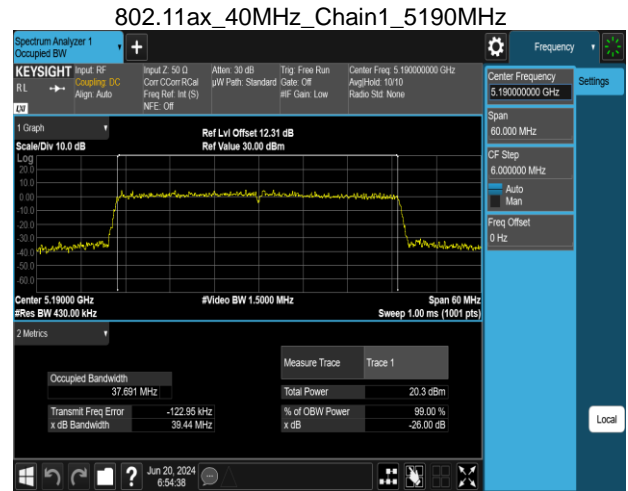 802.11ax_40MHz_Chain1_5190MHz
Spectrum Analyzer 1
Occupied BW
Frequency
KEYSIGHT
RL
LXI
Input: RF
Coupling: DC
Align: Auto
Input Z: 50 Ω
Corr CCorr RCal
Freq Ref: Int (S)
NFE: Off
Atten: 30 dB
µW Path: Standard
Trig: Free Run
Gate: Off
#IF Gain: Low
Center Freq: 5.190000000 GHz
Avg|Hold: 10/10
Radio Std: None
Center Frequency
5.190000000 GHz
Settings
Span
60.000 MHz
CF Step
6.000000 MHz
Auto
Man
Freq Offset
0 Hz
Local
1 Graph
Scale/Div 10.0 dB
Ref Lvl Offset 12.31 dB
Ref Value 30.00 dBm
Log
20.0
10.0
0.00
-10.0
-20.0
-30.0
-40.0
-50.0
-60.0
Center 5.19000 GHz
#Res BW 430.00 kHz
#Video BW 1.5000 MHz
Span 60 MHz
Sweep 1.00 ms (1001 pts)
2 Metrics
Measure Trace Trace 1
Occupied Bandwidth
37.691 MHz
Total Power 20.3 dBm
Transmit Freq Error -122.95 kHz
% of OBW Power 99.00 %
x dB Bandwidth 39.44 MHz
x dB -26.00 dB
?
Jun 20, 2024
6:54:38